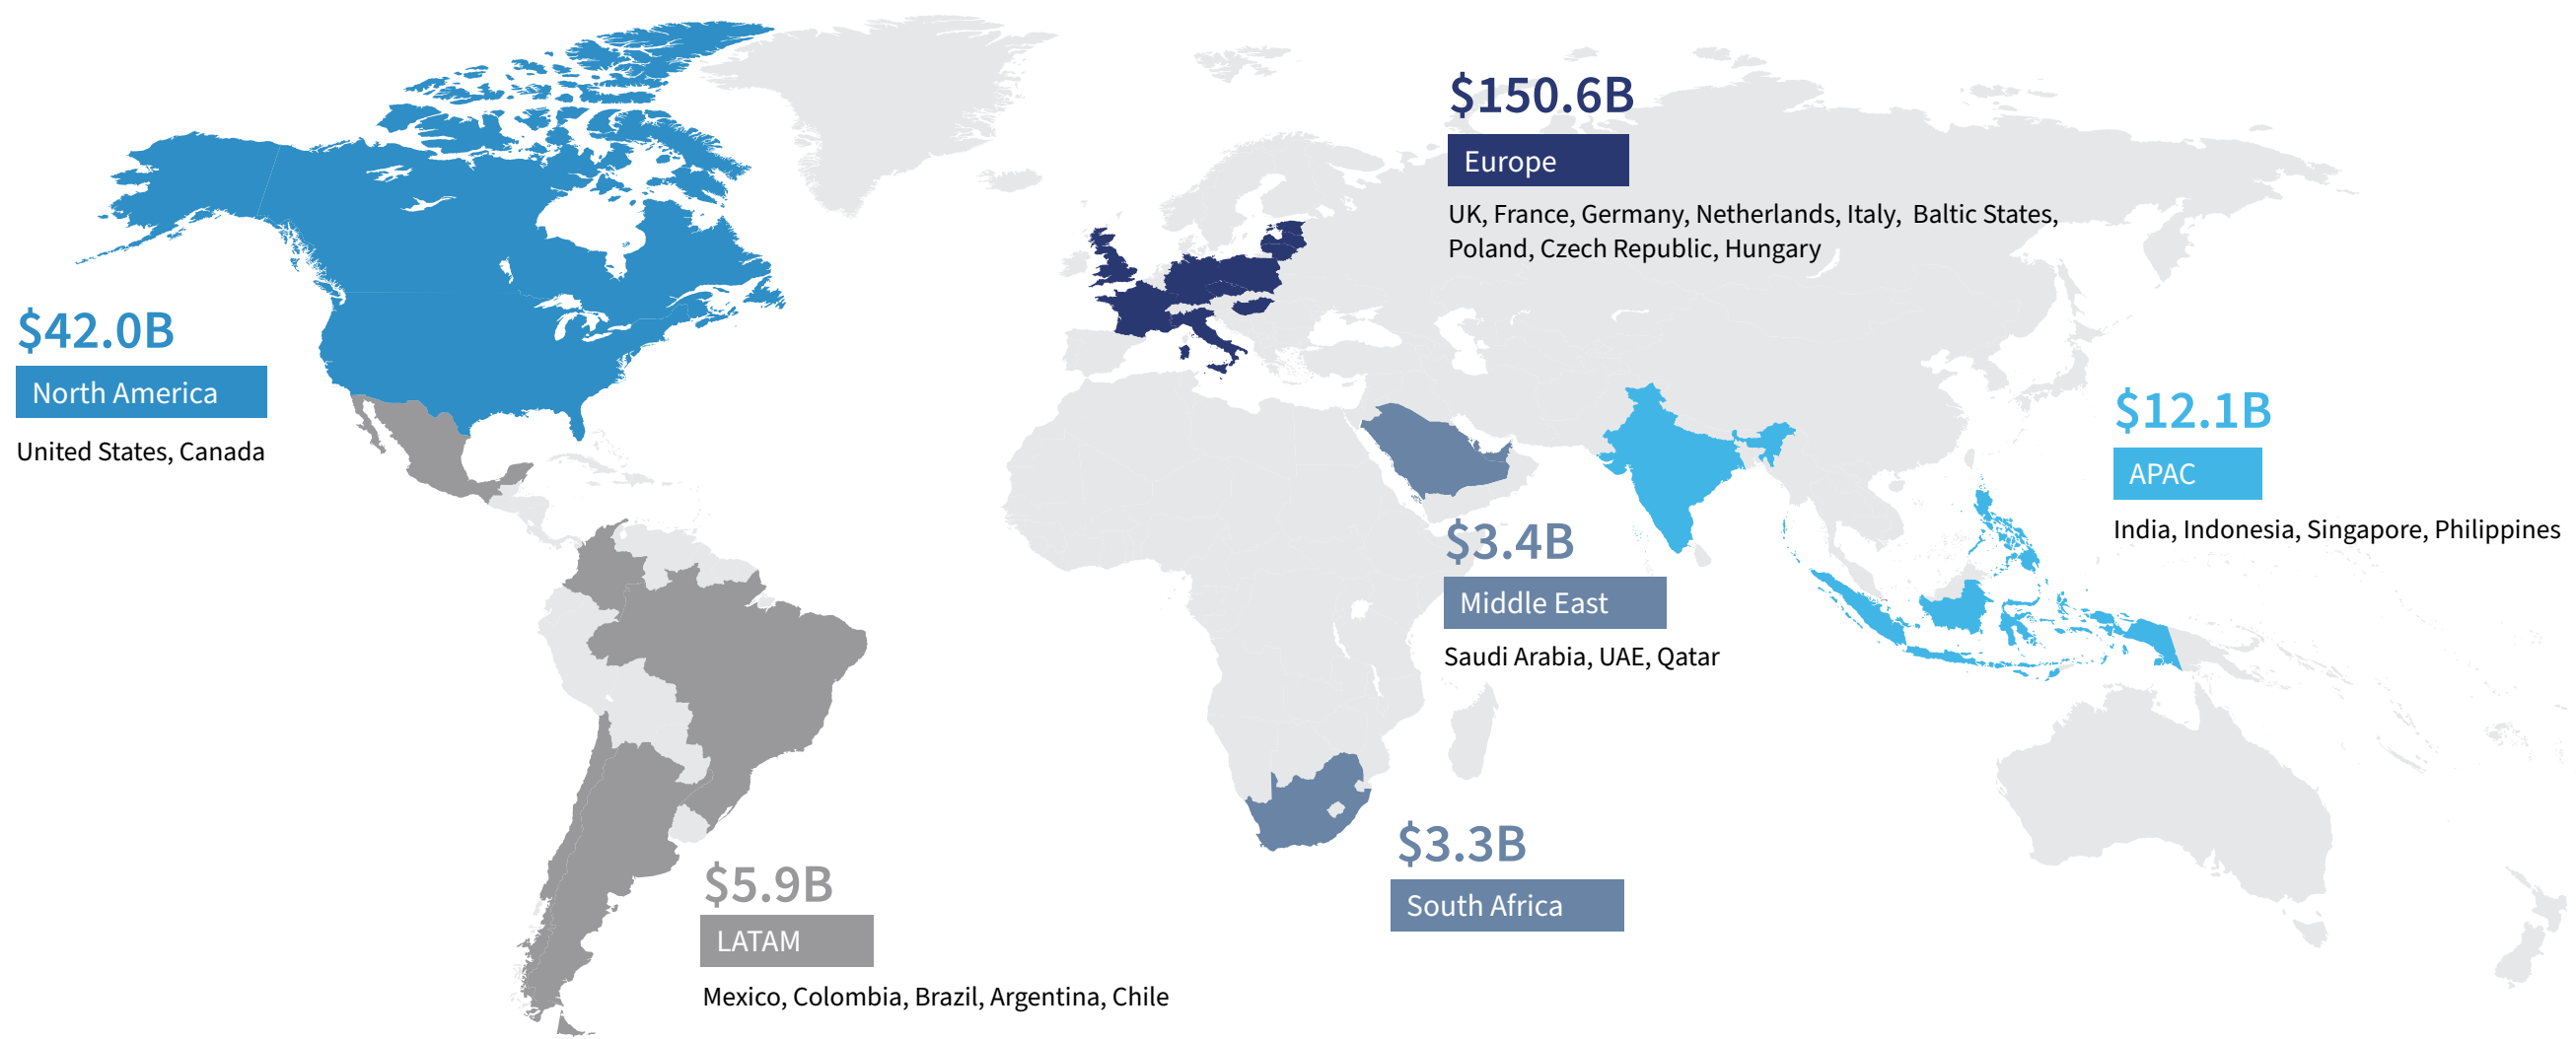 $150.6B
Europe
UK, France, Germany, Netherlands, Italy,  Baltic States,
Poland, Czech Republic, Hungary
$42.0B
North America
United States, Canada
$12.1B
APAC
India, Indonesia, Singapore, Philippines
$3.4B
Middle East
Saudi Arabia, UAE, Qatar
$3.3B
South Africa
$5.9B
LATAM
Mexico, Colombia, Brazil, Argentina, Chile